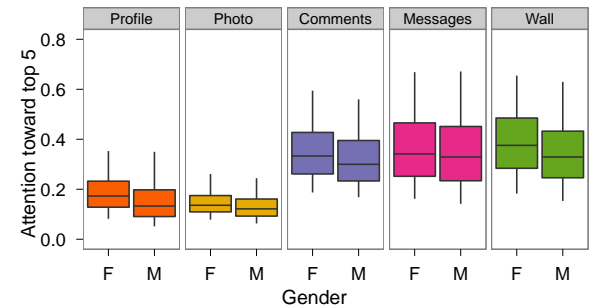 Profile Photo Comments Messages Wall
Attention toward top 5
0.8
0.6
0.4
0.2
0.0
F M F M F M F M F M
Gender